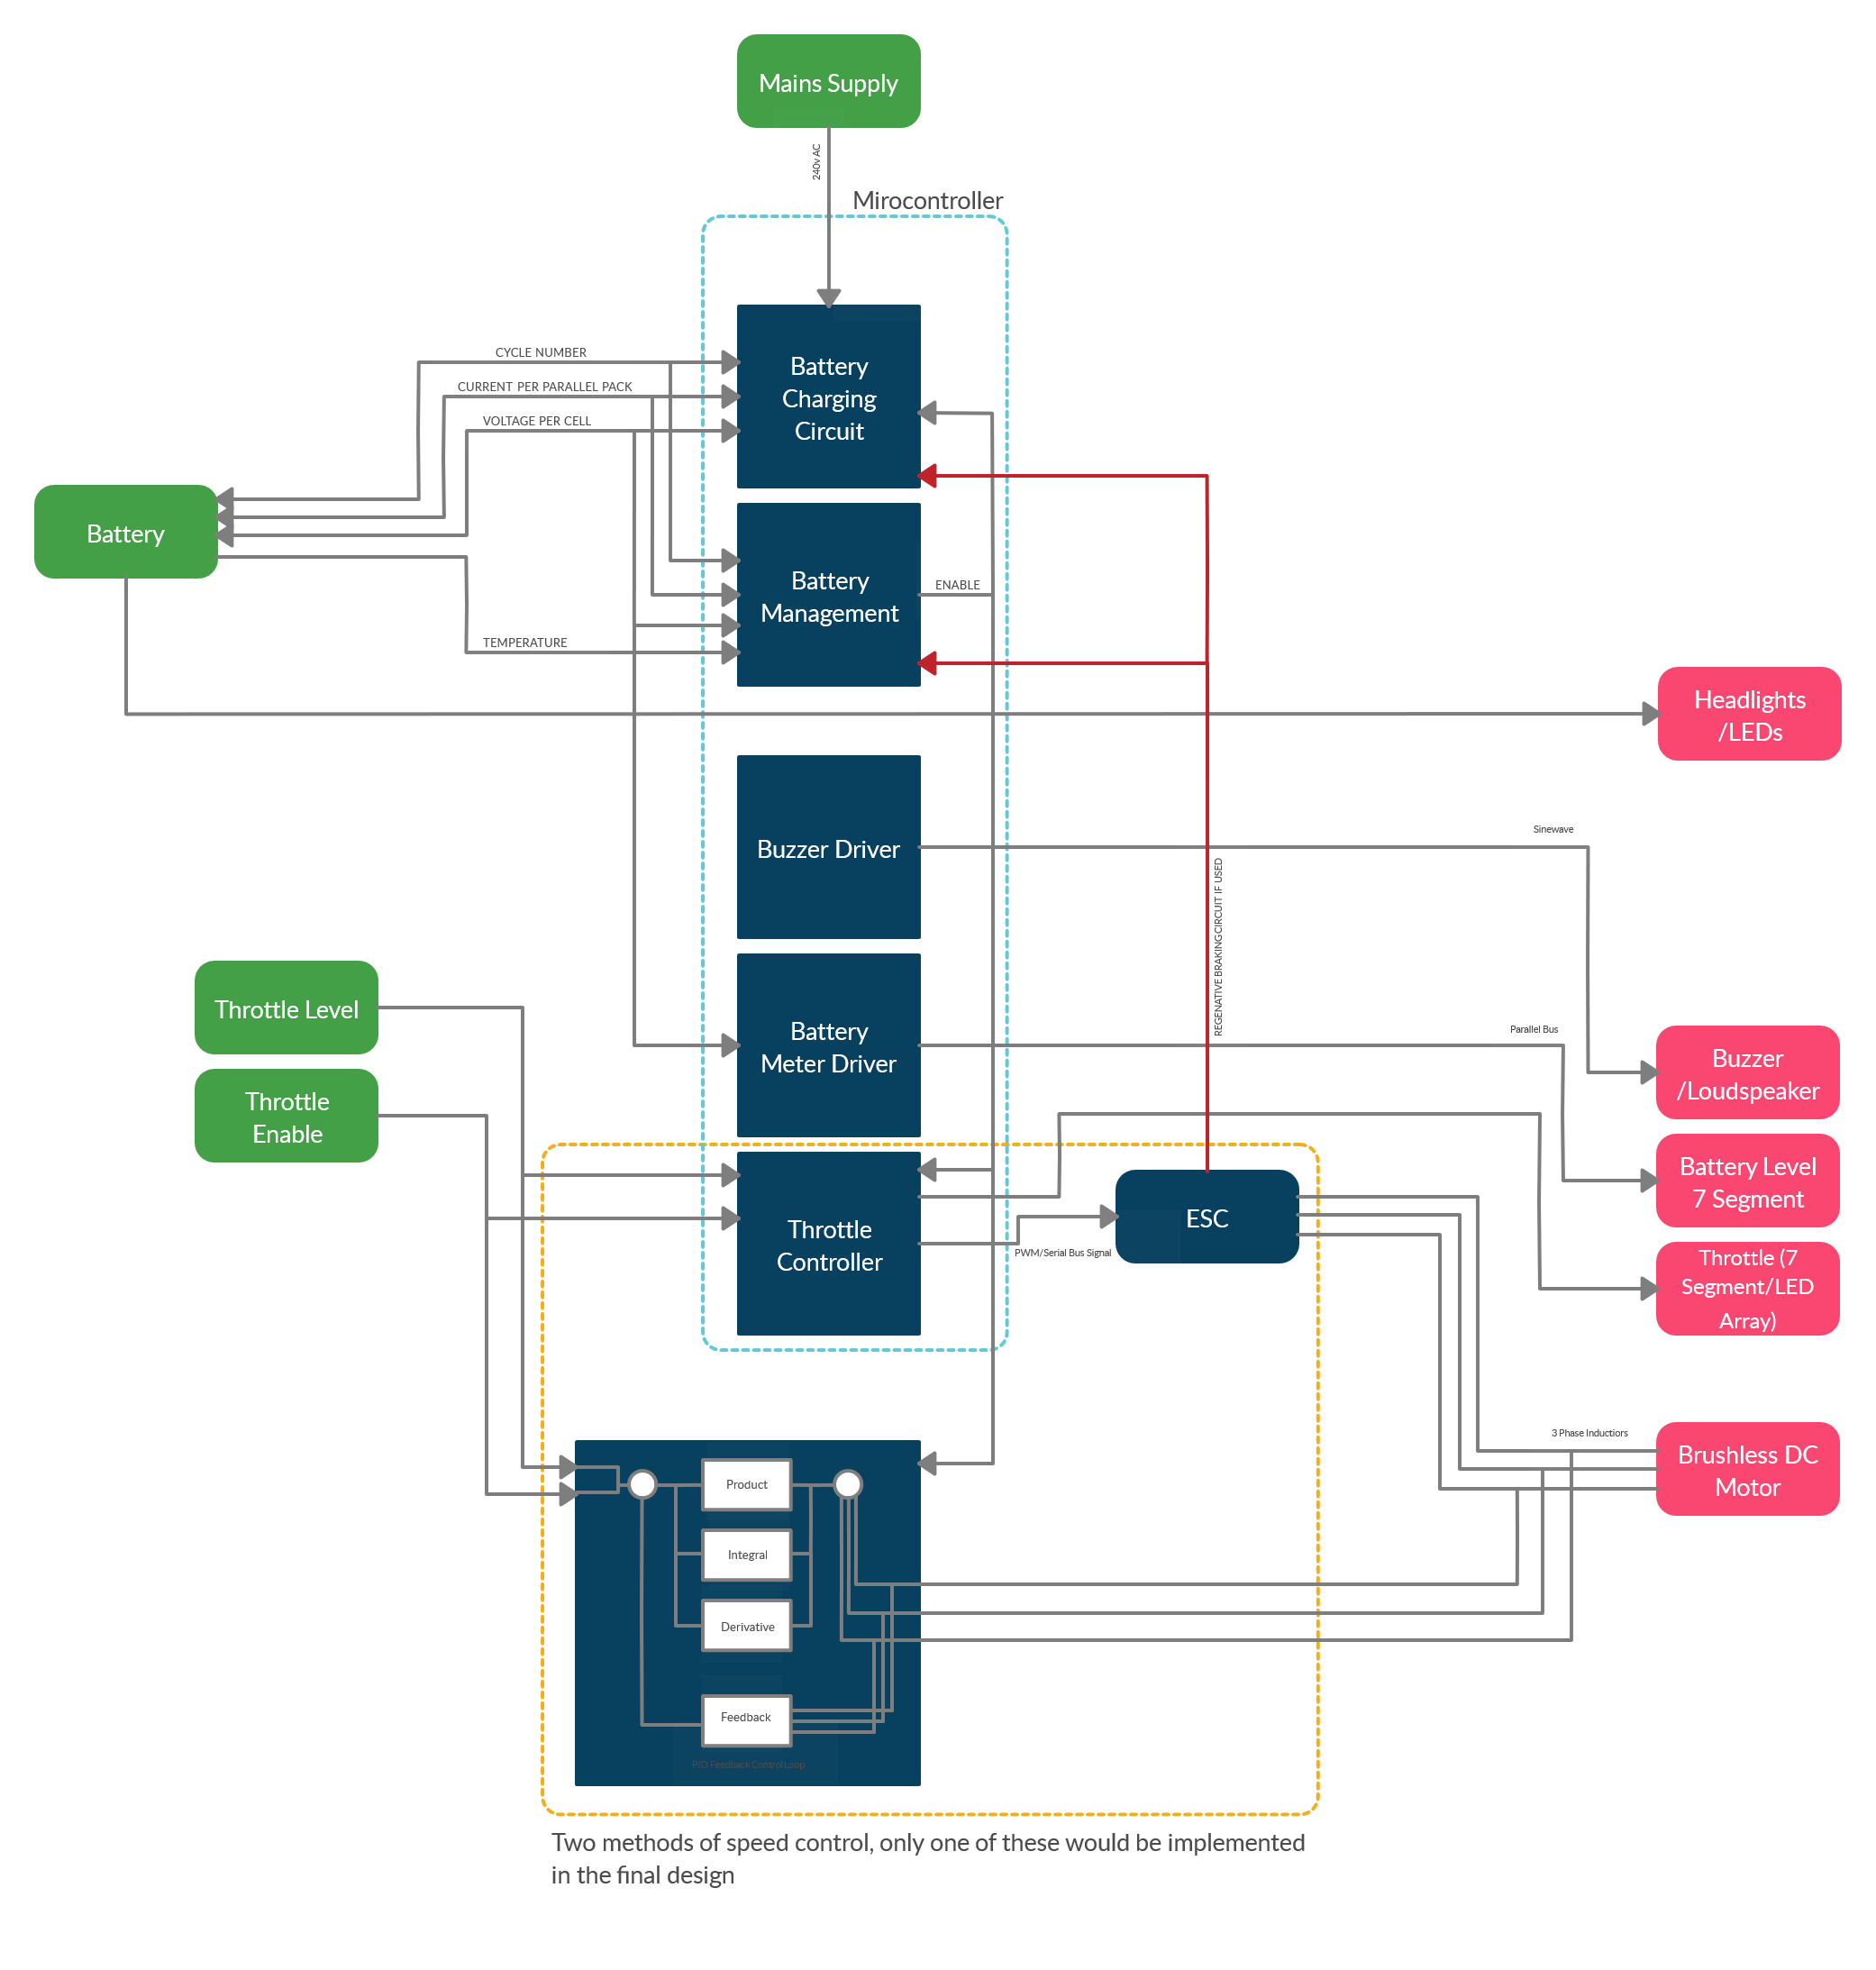 Mains Supply
240v AC
Mirocontroller
CYCLE NUMBER
CURRENT PER PARALLEL PACK
VOLTAGE PER CELL
Battery
Charging
Circuit
Battery
TEMPERATURE
Battery
Management
ENABLE
Headlights
/LEDs
Buzzer Driver
Sinewave
REGENATIVE BRAKING CIRCUIT IF USED
Throttle Level
Throttle
Enable
Battery
Meter Driver
Parallel Bus
Buzzer
/Loudspeaker
Battery Level
7 Segment
Throttle
Controller
PWM/Serial Bus Signal
ESC
Throttle (7
Segment/LED
Array)
3 Phase Inductiors
Brushless DC
Motor
Product
Integral
Derivative
Feedback
PID Feedback Control Loop
Two methods of speed control, only one of these would be implemented
in the final design